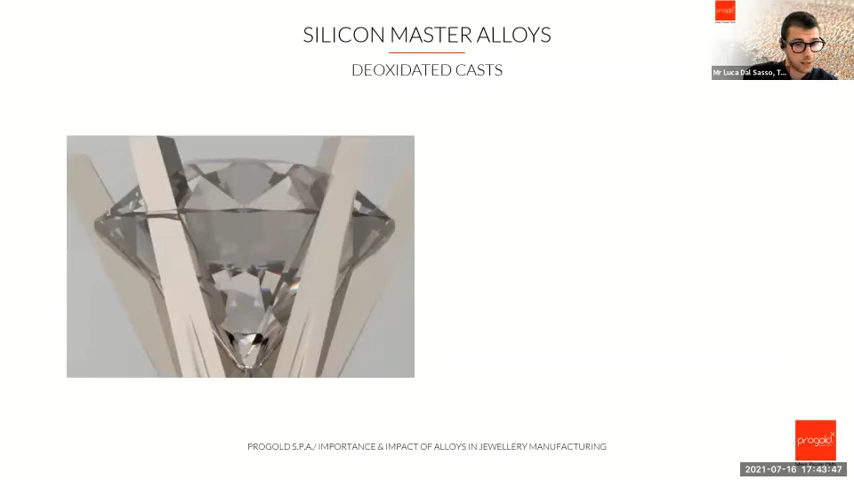 SILICON MASTER ALLOYS
DEOXIDATED CASTS
progold
Mr Luca Dal Sasso, T...
PROGOLD S.P.A./ IMPORTANCE & IMPACT OF ALLOYS IN JEWELLERY MANUFACTURING
progold
2021-07-16 17:43:47